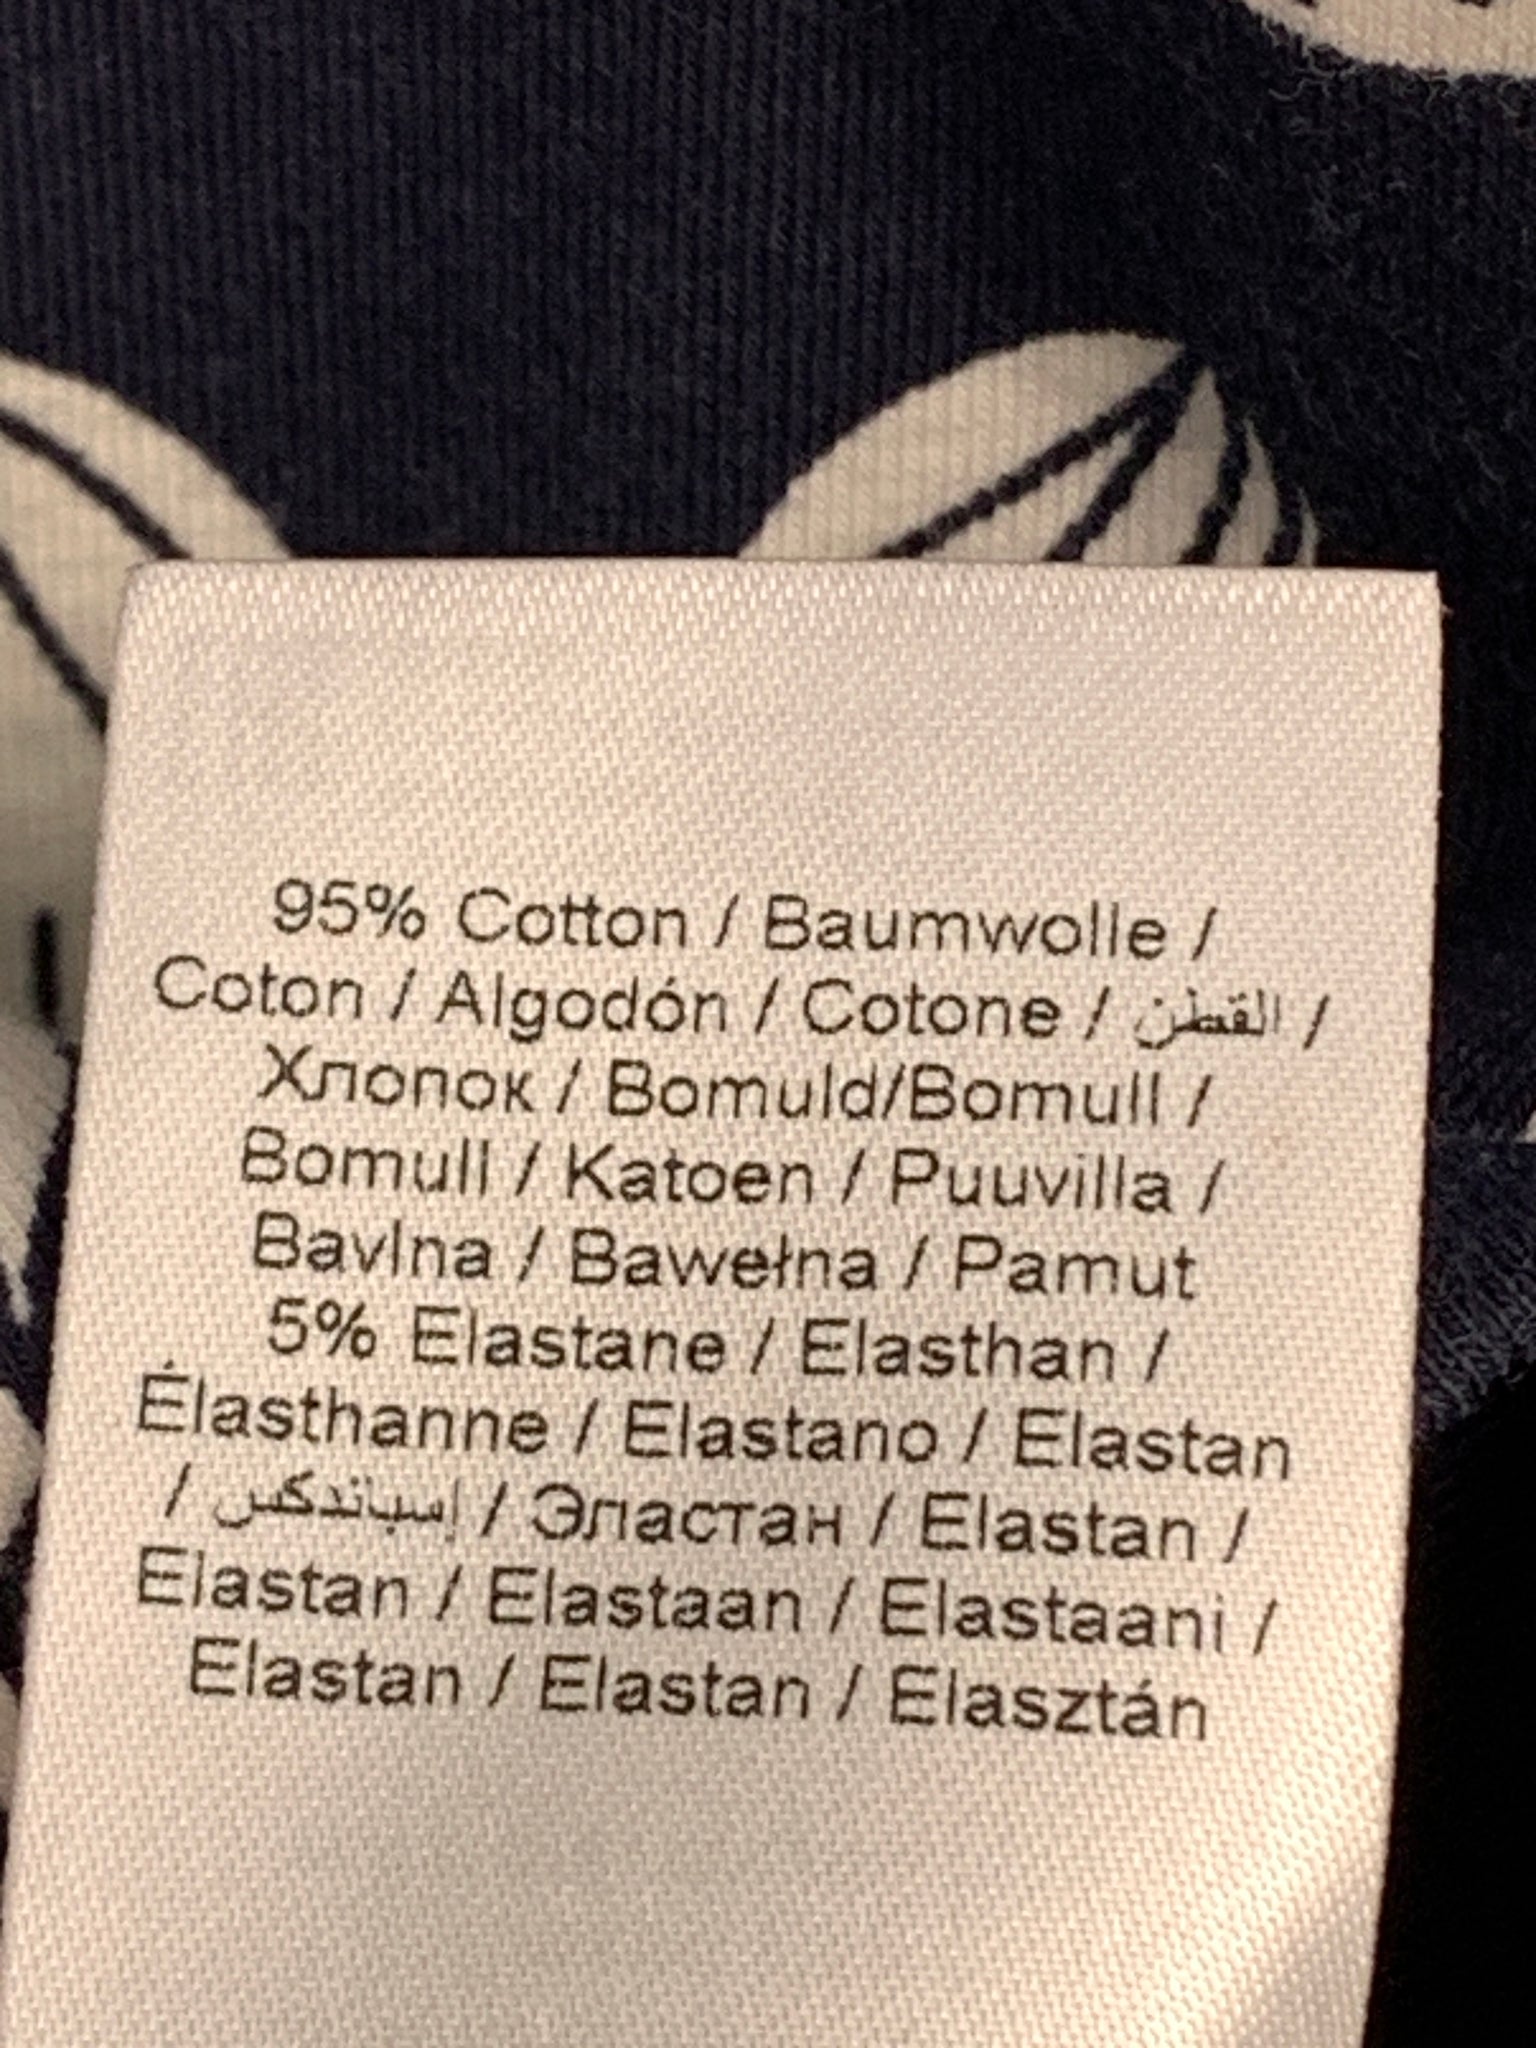 95% Cotton / Baumwolle /
Coton / Algodón / Cotone / القطن /
Хлопок / Bomuld/Bomull /
Bomull / Katoen / Puuvilla /
Bavlna / Bawełna / Pamut
5% Elastane / Elasthan /
Élasthanne / Elastano / Elastan
/ إسباندكس / Эластан / Elastan /
Elastan / Elastaan / Elastaani /
Elastan / Elastan / Elasztán